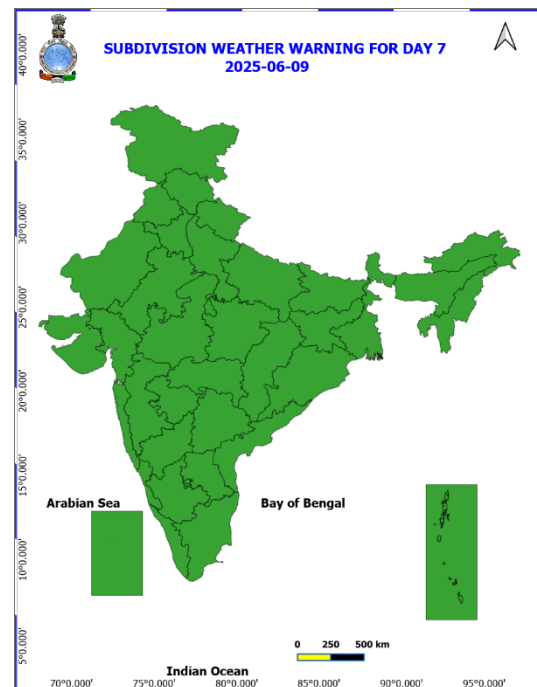 SUBDIVISION WEATHER WARNING FOR DAY 7
2025-06-09
40°0.000'
35°0.000'
30°0.000'
25°0.000'
20°0.000'
15°0.000'
10°0.000'
5°0.000'
Arabian Sea
Bay of Bengal
0 250 500 km
Indian Ocean
70°0.000' 75°0.000' 80°0.000' 85°0.000' 90°0.000' 95°0.000'